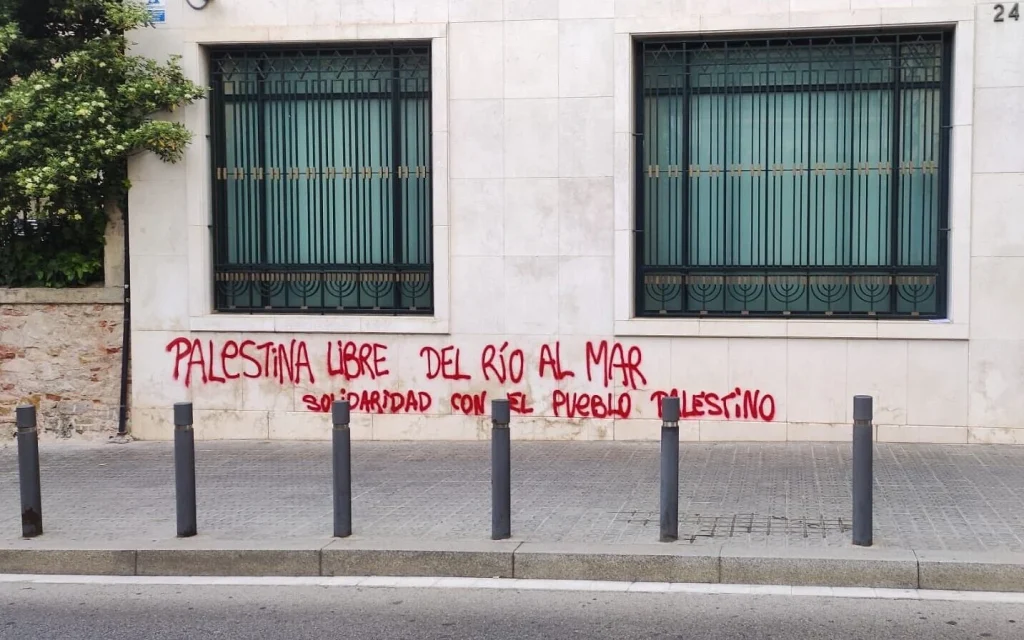 24
PALESTINA LIBRE DEL RÍO AL MAR
SOLIDARIDAD CON EL PUEBLO PALESTINO